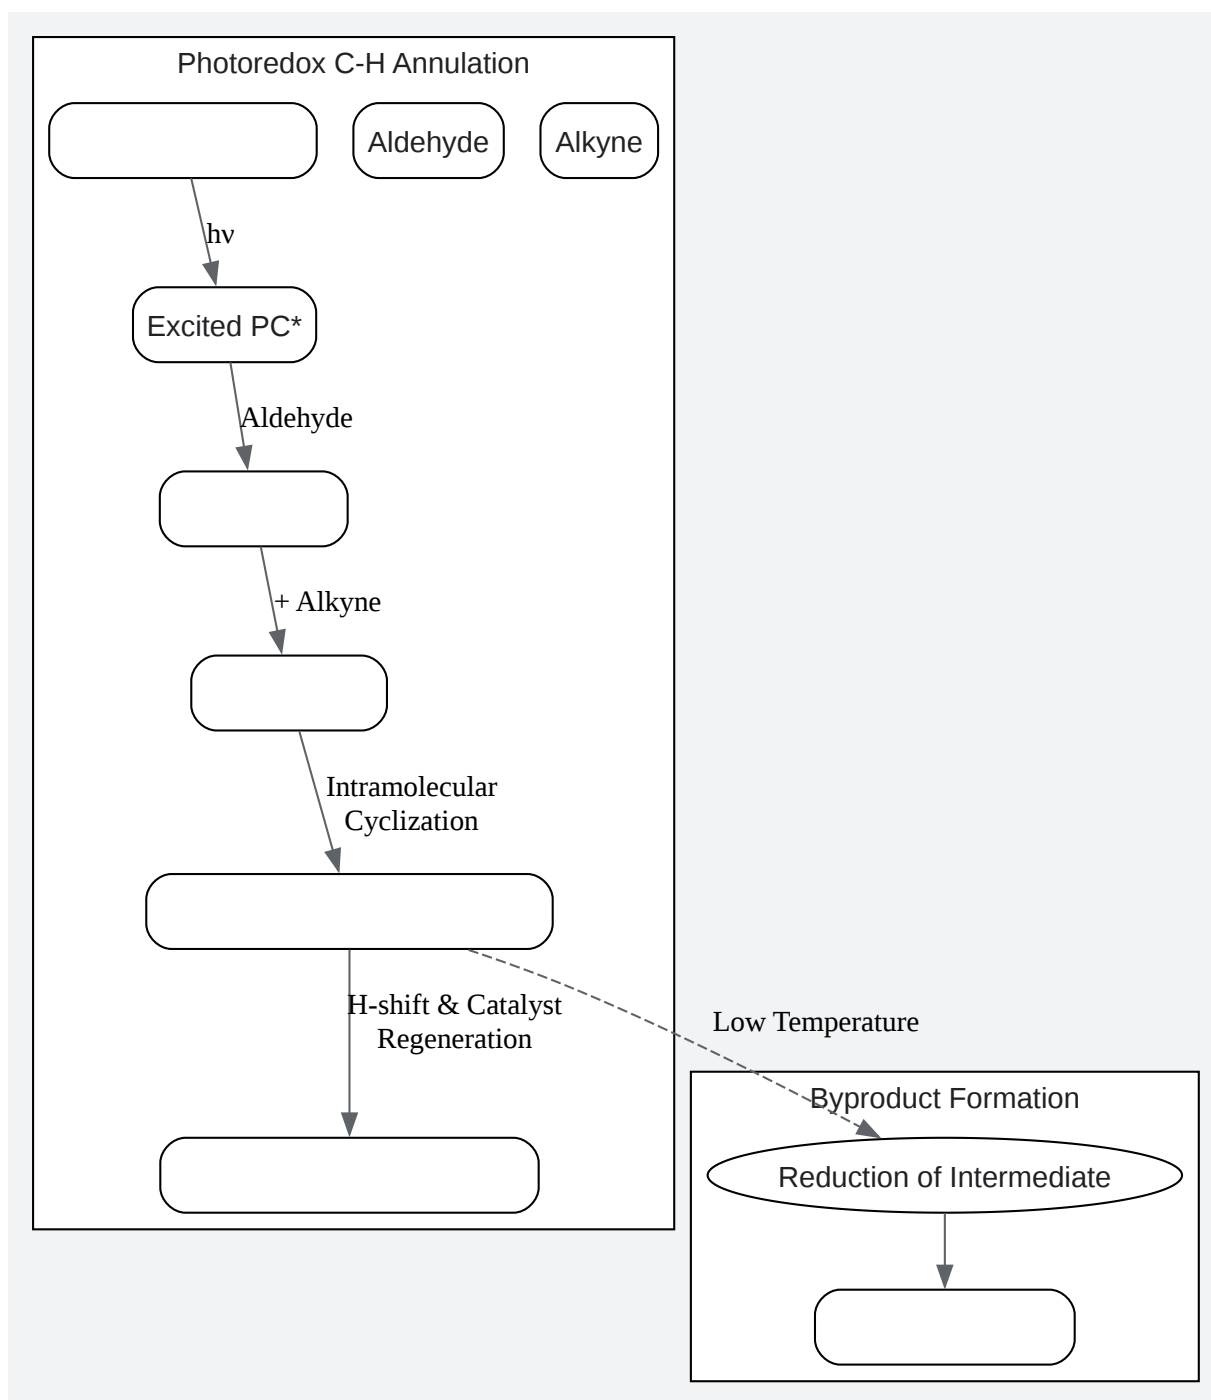 Photoredox C-H Annulation
Aldehyde
Alkyne
hν
Excited PC*
Aldehyde
+ Alkyne
Intramolecular
Cyclization
H-shift & Catalyst
Regeneration
Low Temperature
Byproduct Formation
Reduction of Intermediate